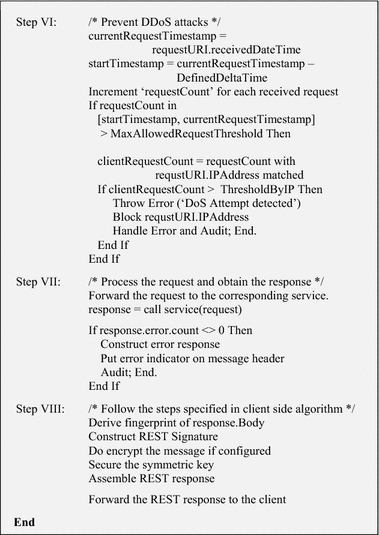 Step VI: /* Prevent DDoS attacks */
currentRequestTimestamp =
requestURI.receivedDateTime
startTimestamp = currentRequestTimestamp –
DefinedDeltaTime
Increment ‘requestCount’ for each received request
If requestCount in
[startTimestamp, currentRequestTimestamp]
> MaxAllowedRequestThreshold Then
clientRequestCount = requestCount with
requstURI.IPAddress matched
If clientRequestCount > ThresholdByIP Then
Throw Error (‘DoS Attempt detected’)
Block requstURI.IPAddress
Handle Error and Audit; End.
End If
End If
Step VII: /* Process the request and obtain the response */
Forward the request to the corresponding service.
response = call service(request)
If response.error.count <> 0 Then
Construct error response
Put error indicator on message header
Audit; End.
End If
Step VIII: /* Follow the steps specified in client side algorithm */
Derive fingerprint of response.Body
Construct REST Signature
Do encrypt the message if configured
Secure the symmetric key
Assemble REST response
Forward the REST response to the client
End